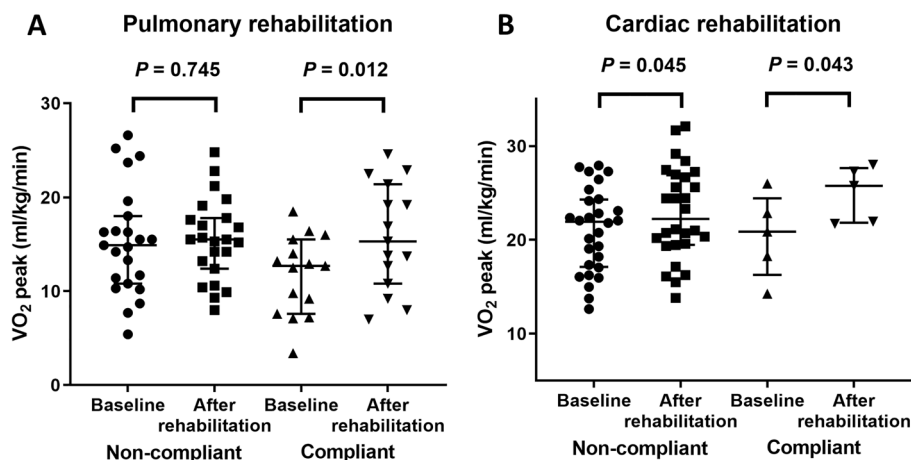 A Pulmonary rehabilitation
P = 0.745
P = 0.012
VO₂ peak (ml/kg/min)
30
20
10
0
Baseline
After rehabilitation
Baseline
After rehabilitation
Non-compliant
Compliant
B Cardiac rehabilitation
P = 0.045
P = 0.043
VO₂ peak (ml/kg/min)
30
20
10
Baseline
After rehabilitation
Baseline
After rehabilitation
Non-compliant
Compliant